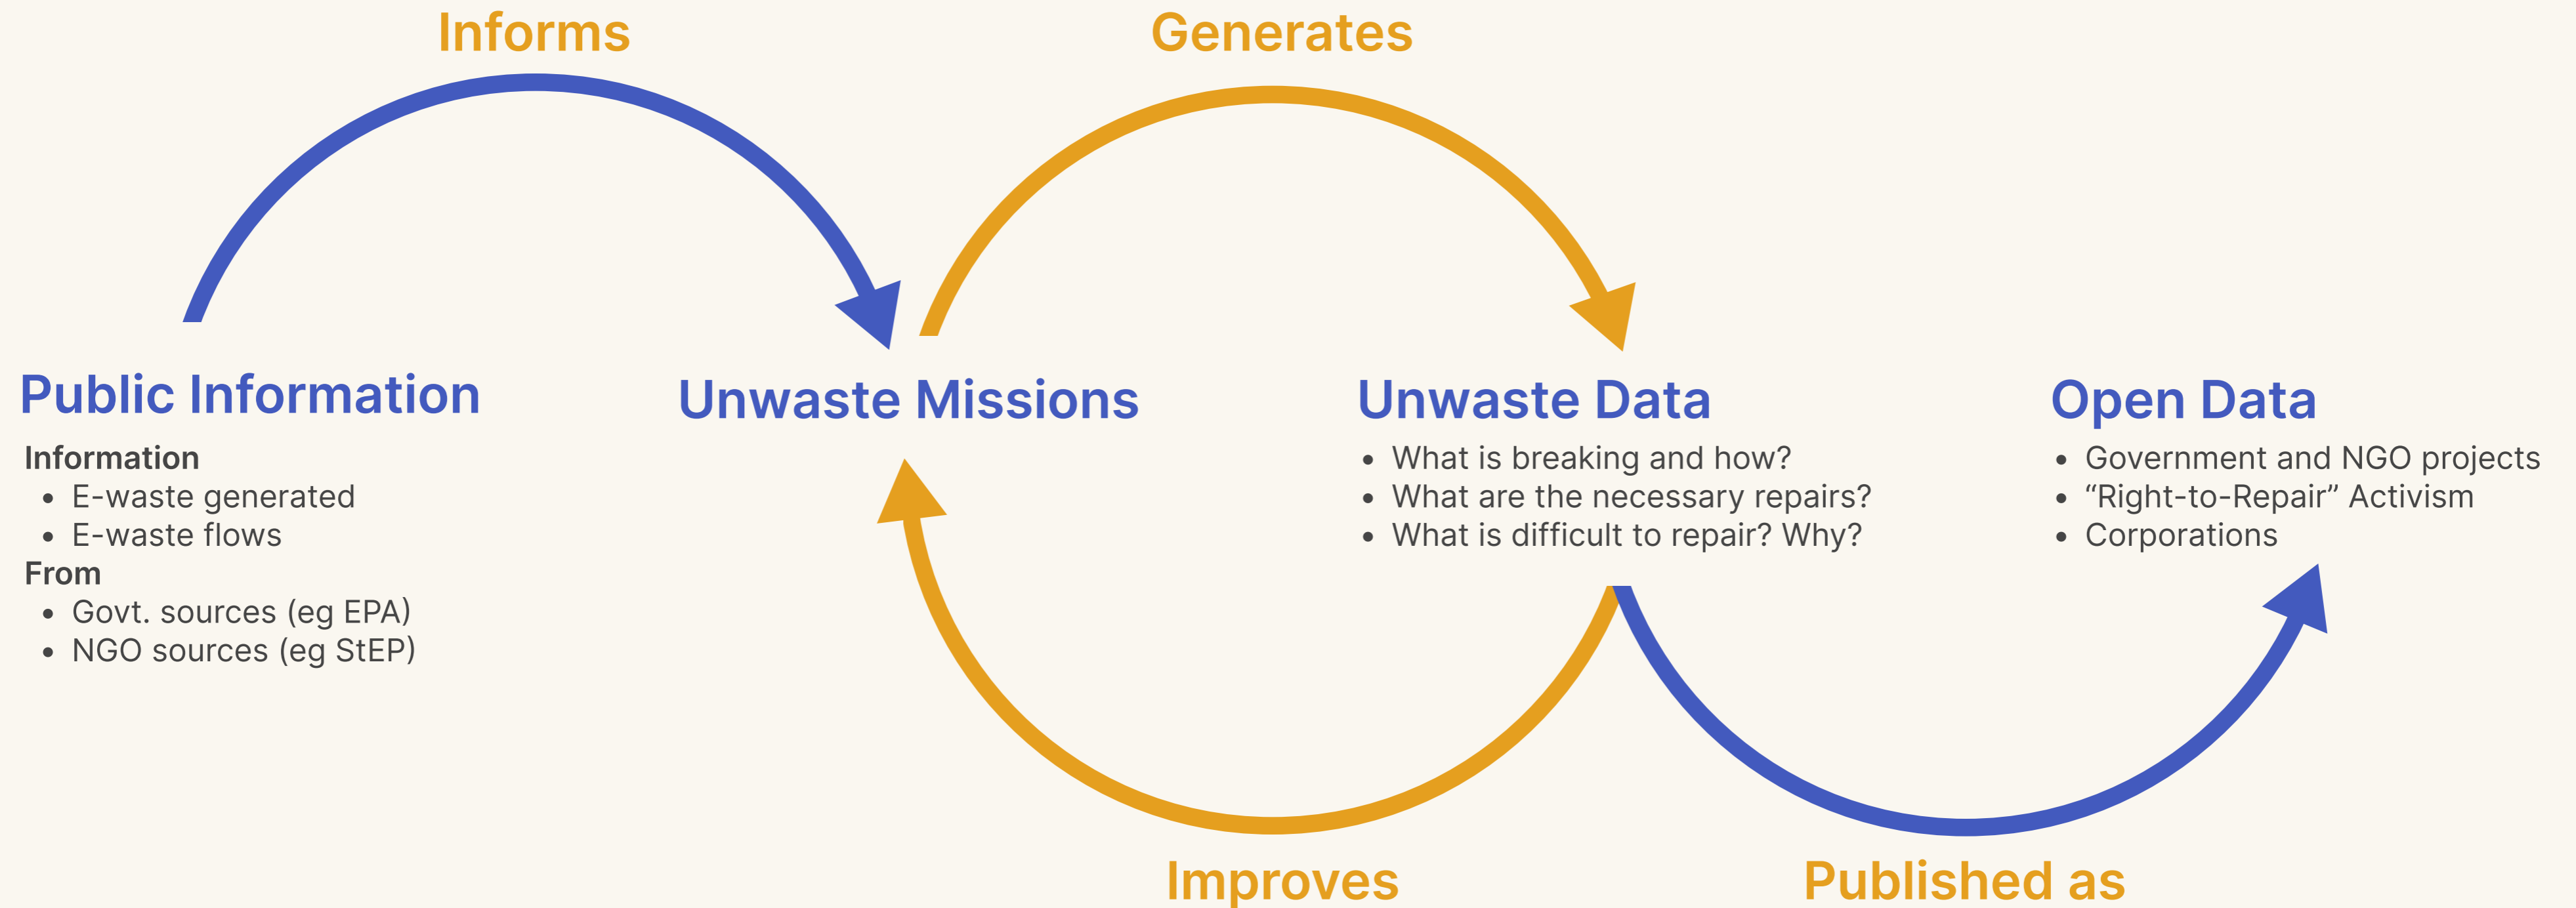 Informs
Generates
Public Information
Information
• E-waste generated
• E-waste flows
From
• Govt. sources (eg EPA)
• NGO sources (eg StEP)
Unwaste Missions
Unwaste Data
• What is breaking and how?
• What are the necessary repairs?
• What is difficult to repair? Why?
Open Data
• Government and NGO projects
• “Right-to-Repair” Activism
• Corporations
Improves
Published as